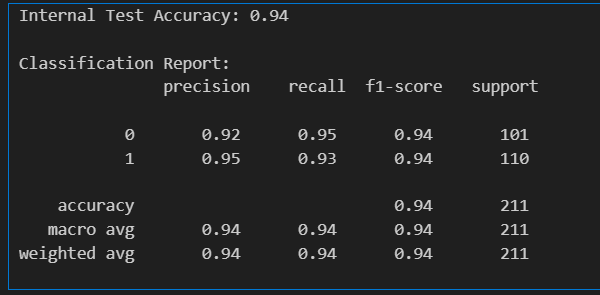 Internal Test Accuracy: 0.94
Classification Report:
precision recall f1-score support
0 0.92 0.95 0.94 101
1 0.95 0.93 0.94 110
accuracy 0.94 211
macro avg 0.94 0.94 0.94 211
weighted avg 0.94 0.94 0.94 211